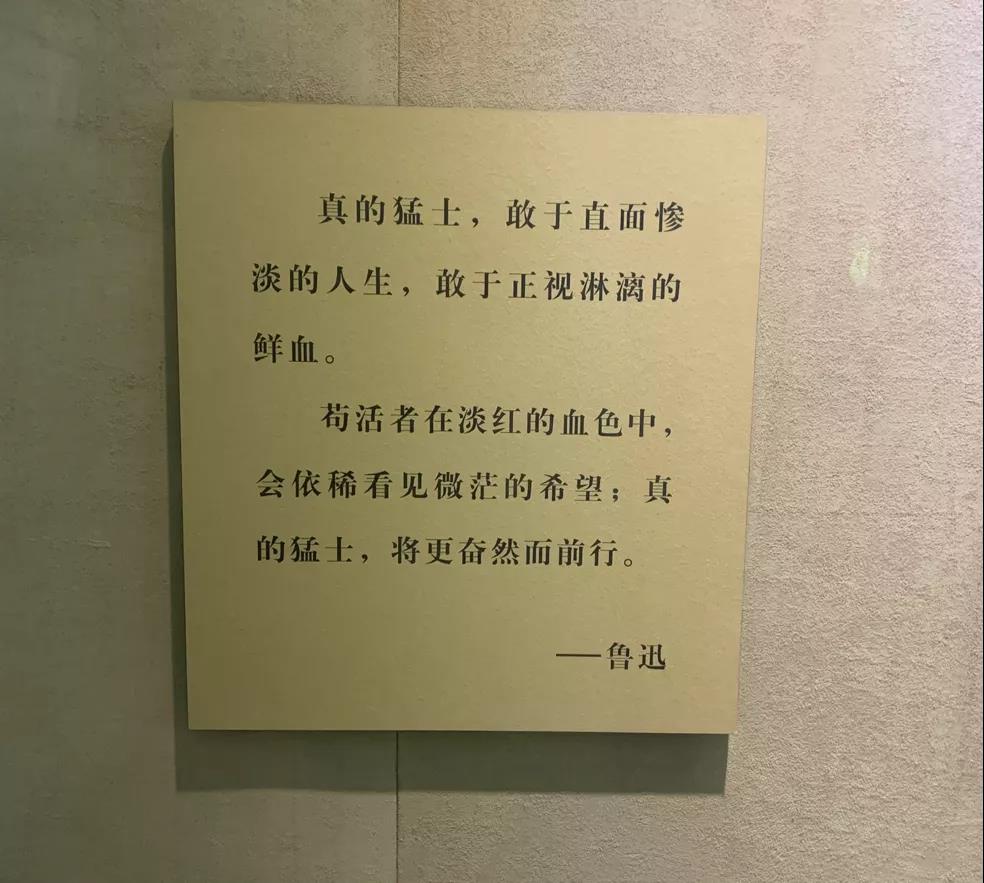 真的猛士，敢于直面惨
淡的人生，敢于正视淋漓的
鲜血。
苟活者在淡红的血色中，
会依稀看见微茫的希望；真
的猛士，将更奋然而前行。
——鲁迅